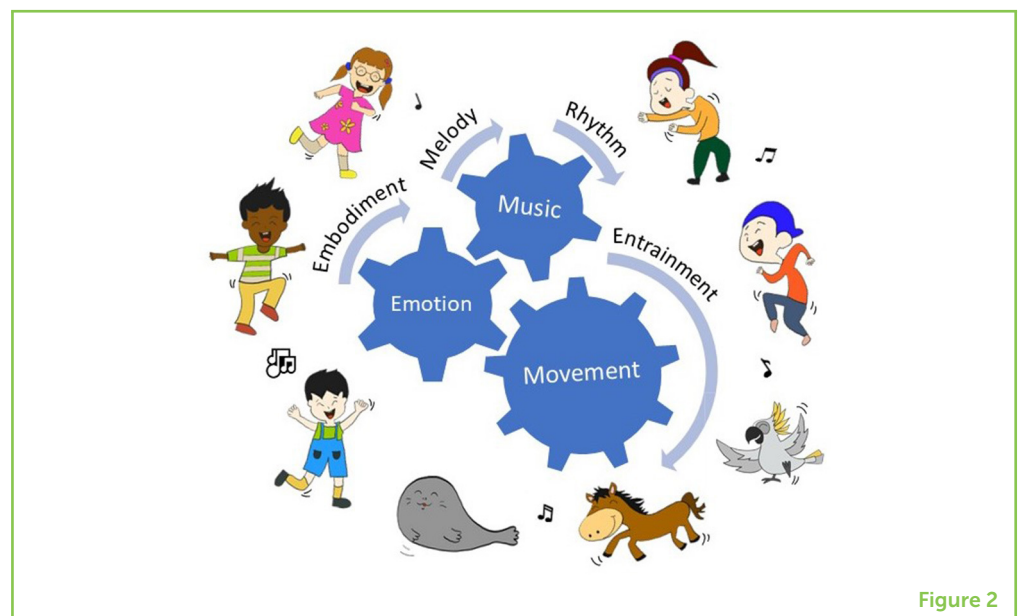 Melody
Rhythm
Embodiment
Music
Entrainment
Emotion
Movement
Figure 2